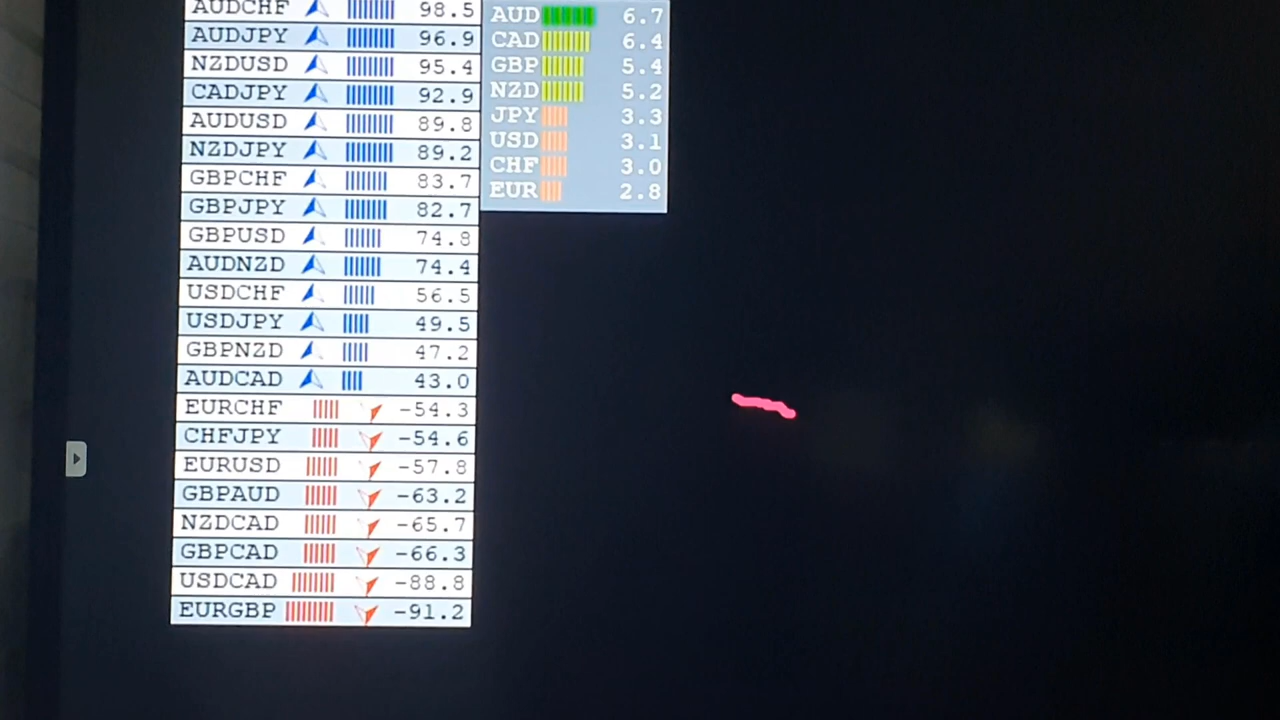 AUDCHF 98.5
AUDJPY 96.9
NZDUSD 95.4
CADJPY 92.9
AUDUSD 89.8
NZDJPY 89.2
GBPCHF 83.7
GBPJPY 82.7
GBPUSD 74.8
AUDNZD 74.4
USDCHF 56.5
USDJPY 49.5
GBPNZD 47.2
AUDCAD 43.0
EURCHF -54.3
CHFJPY -54.6
EURUSD -57.8
GBPAUD -63.2
NZDCAD -65.7
GBPCAD -66.3
USDCAD -88.8
EURGBP -91.2
AUD 6.7
CAD 6.4
GBP 5.4
NZD 5.2
JPY 3.3
USD 3.1
CHF 3.0
EUR 2.8